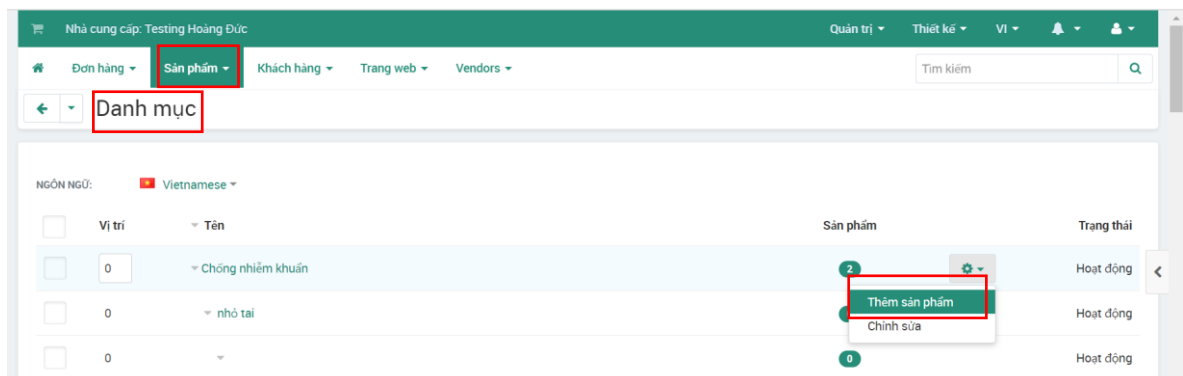 Nhà cung cấp: Testing Hoàng Đức Quản trị Thiết kế VI
Đơn hàng Sản phẩm Khách hàng Trang web Vendors Tìm kiếm
Danh mục
NGÔN NGỮ: Vietnamese
Vị trí Tên Sản phẩm Trạng thái
0 Chống nhiễm khuẩn 2 Hoạt động
Thêm sản phẩm
0 nhỏ tai Hoạt động
Chỉnh sửa
0 0 Hoạt động